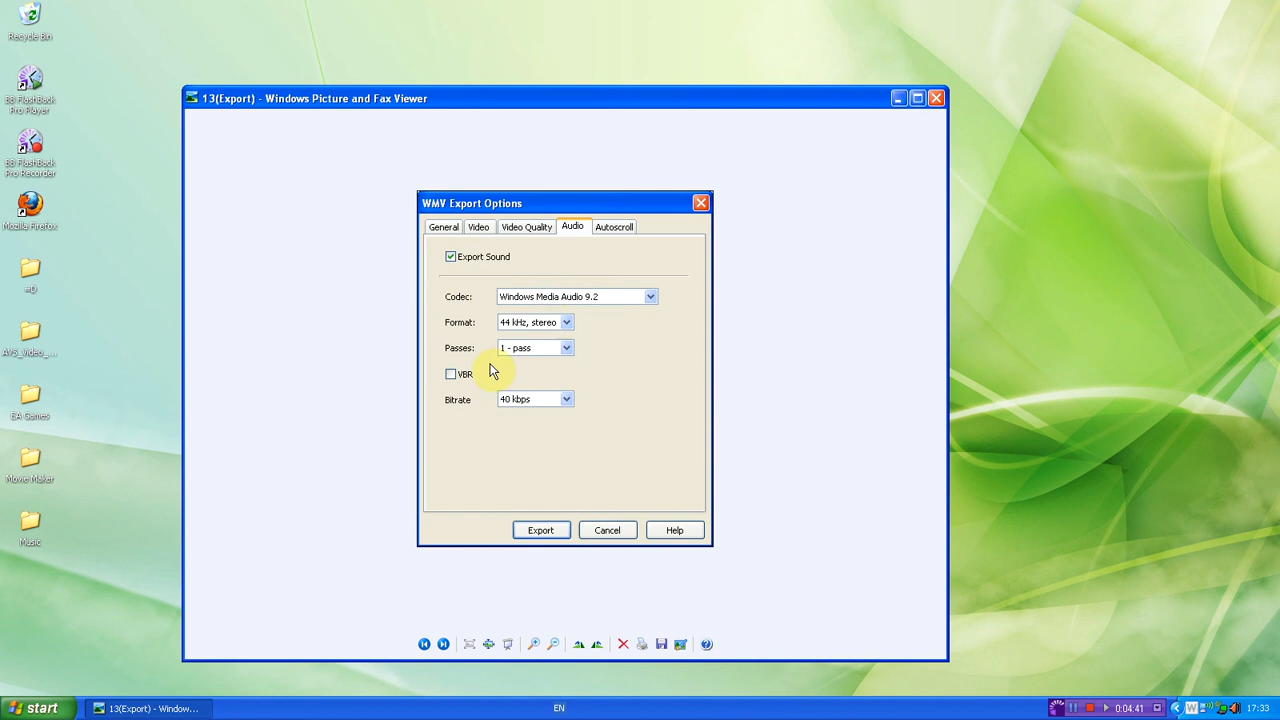 Recycle Bin
BB FlashBack
Pro Player
BB FlashBack
Pro Recorder
Mozilla Firefox
=D
AVS_Video_...
EA Games
Movie Maker
Music
13(Export) - Windows Picture and Fax Viewer
WMV Export Options
General Video Video Quality Audio Autoscroll
Export Sound
Codec: Windows Media Audio 9.2
Format: 44 kHz, stereo
Passes: 1 - pass
VBR
Bitrate 40 kbps
Export Cancel Help
start 13(Export) - Window... EN 0:04:41 W 17:33